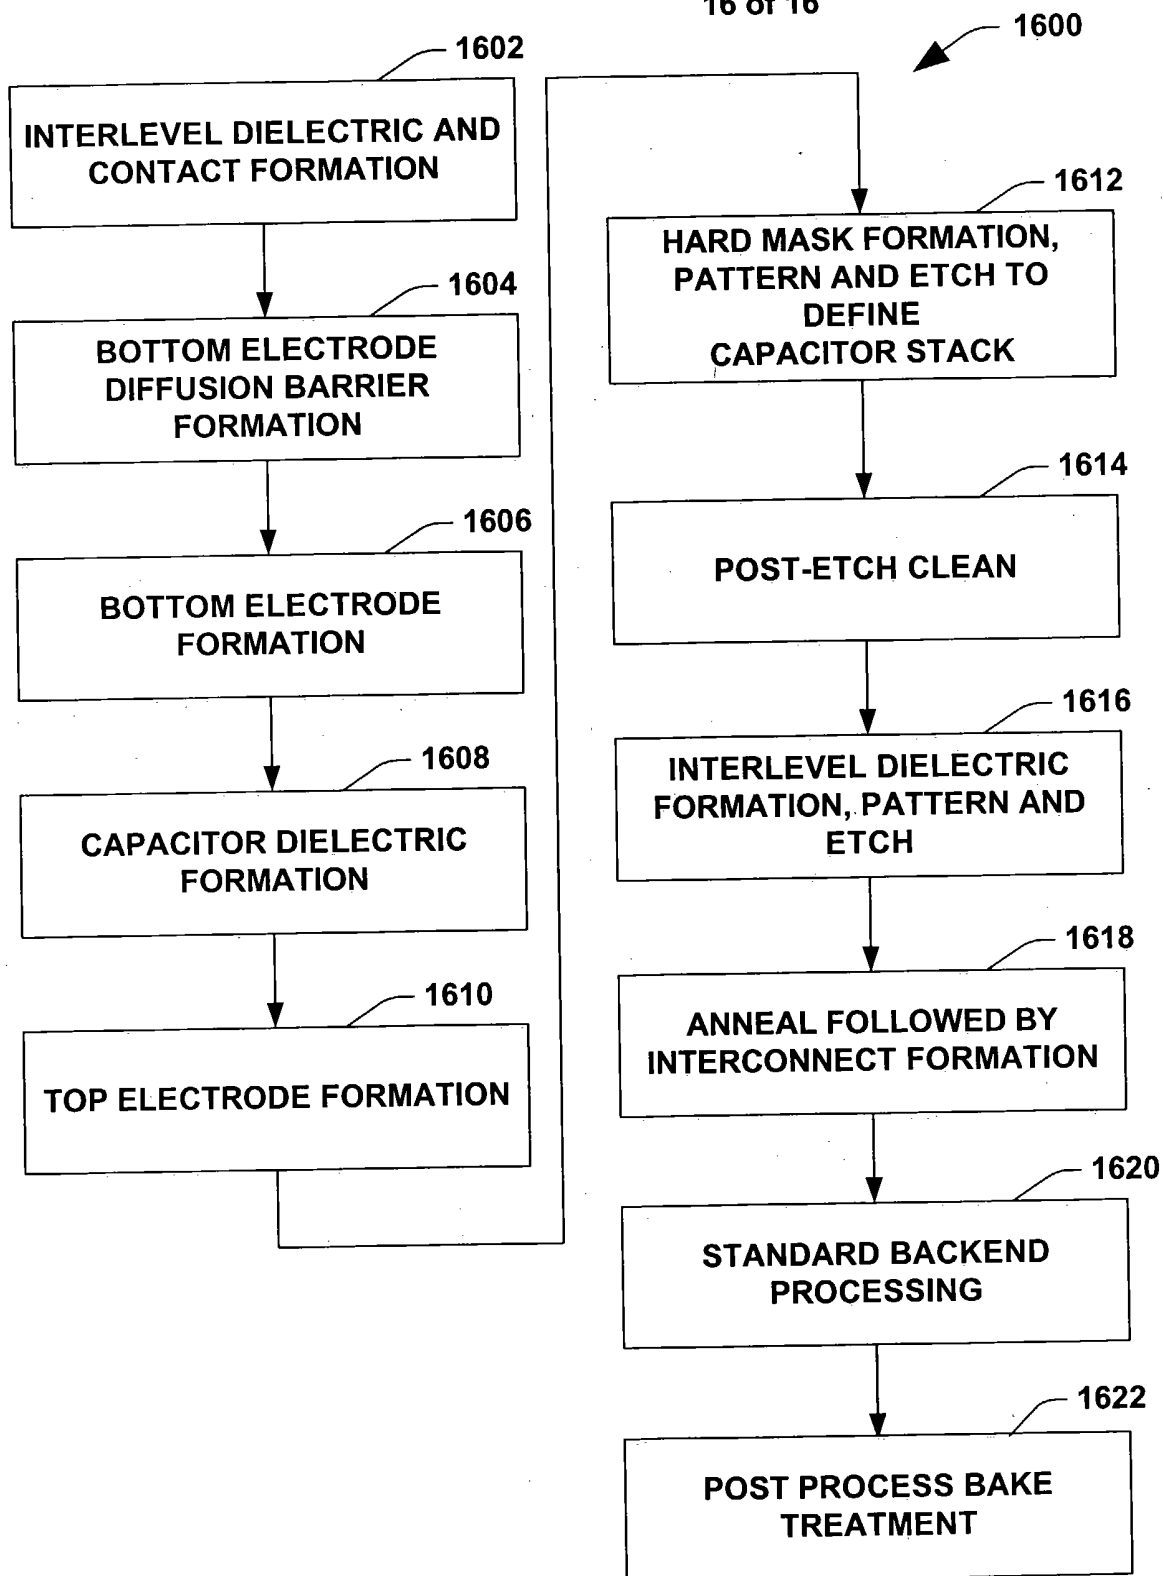 16 of 16
1600
1602
INTERLEVEL DIELECTRIC AND
CONTACT FORMATION
1604
BOTTOM ELECTRODE
DIFFUSION BARRIER
FORMATION
1606
BOTTOM ELECTRODE
FORMATION
1608
CAPACITOR DIELECTRIC
FORMATION
1610
TOP ELECTRODE FORMATION
1612
HARD MASK FORMATION,
PATTERN AND ETCH TO
DEFINE
CAPACITOR STACK
1614
POST-ETCH CLEAN
1616
INTERLEVEL DIELECTRIC
FORMATION, PATTERN AND
ETCH
1618
ANNEAL FOLLOWED BY
INTERCONNECT FORMATION
1620
STANDARD BACKEND
PROCESSING
1622
POST PROCESS BAKE
TREATMENT